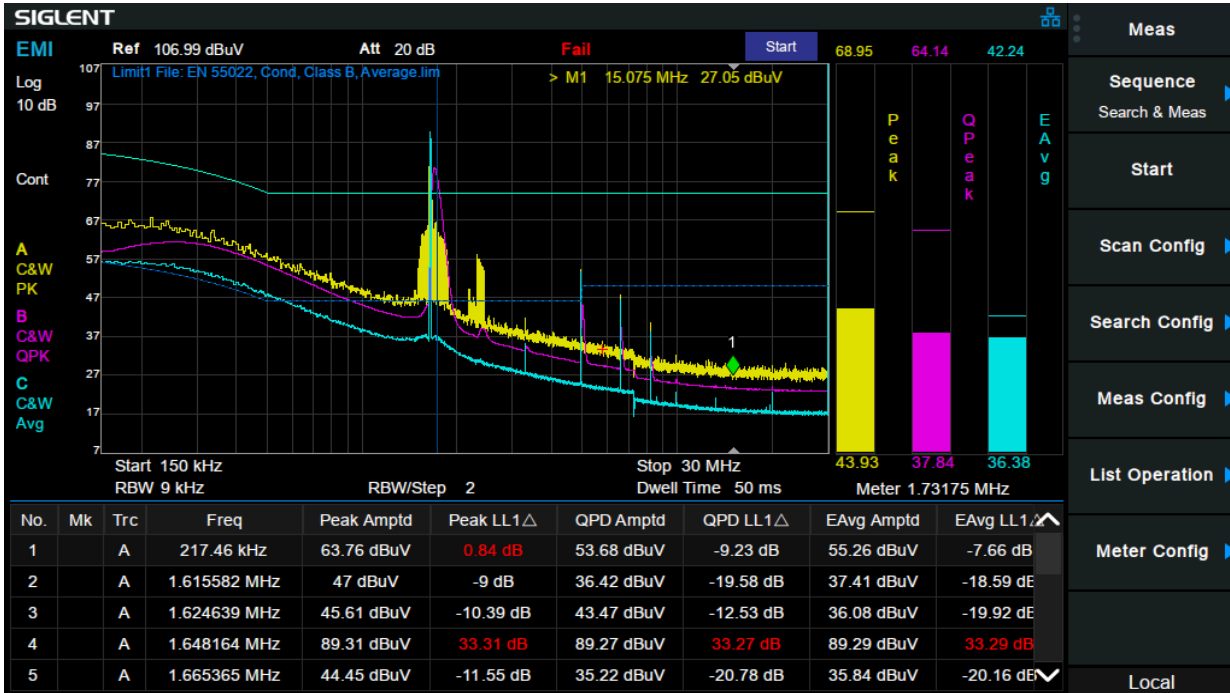 SIGLENT
EMI Ref 106.99 dBuV Att 20 dB Fail Start 68.95 64.14 42.24
Limit1 File: EN 55022, Cond, Class B, Average.lim
> M1 15.075 MHz 27.05 dBuV
Log
10 dB
Cont
A
C&W
PK
B
C&W
QPK
C
C&W
Avg
107
97
87
77
67
57
47
37
27
17
7
1
Peak
QPeak
EAvg
Start 150 kHz Stop 30 MHz 43.93 37.84 36.38
RBW 9 kHz RBW/Step 2 Dwell Time 50 ms Meter 1.73175 MHz
No. Mk Trc Freq Peak Amptd Peak LL1△ QPD Amptd QPD LL1△ EAvg Amptd EAvg LL1△
1 A 217.46 kHz 63.76 dBuV 0.84 dB 53.68 dBuV -9.23 dB 55.26 dBuV -7.66 dB
2 A 1.615582 MHz 47 dBuV -9 dB 36.42 dBuV -19.58 dB 37.41 dBuV -18.59 dB
3 A 1.624639 MHz 45.61 dBuV -10.39 dB 43.47 dBuV -12.53 dB 36.08 dBuV -19.92 dB
4 A 1.648164 MHz 89.31 dBuV 33.31 dB 89.27 dBuV 33.27 dB 89.29 dBuV 33.29 dB
5 A 1.665365 MHz 44.45 dBuV -11.55 dB 35.22 dBuV -20.78 dB 35.84 dBuV -20.16 dB
Meas
Sequence
Search & Meas
Start
Scan Config
Search Config
Meas Config
List Operation
Meter Config
Local